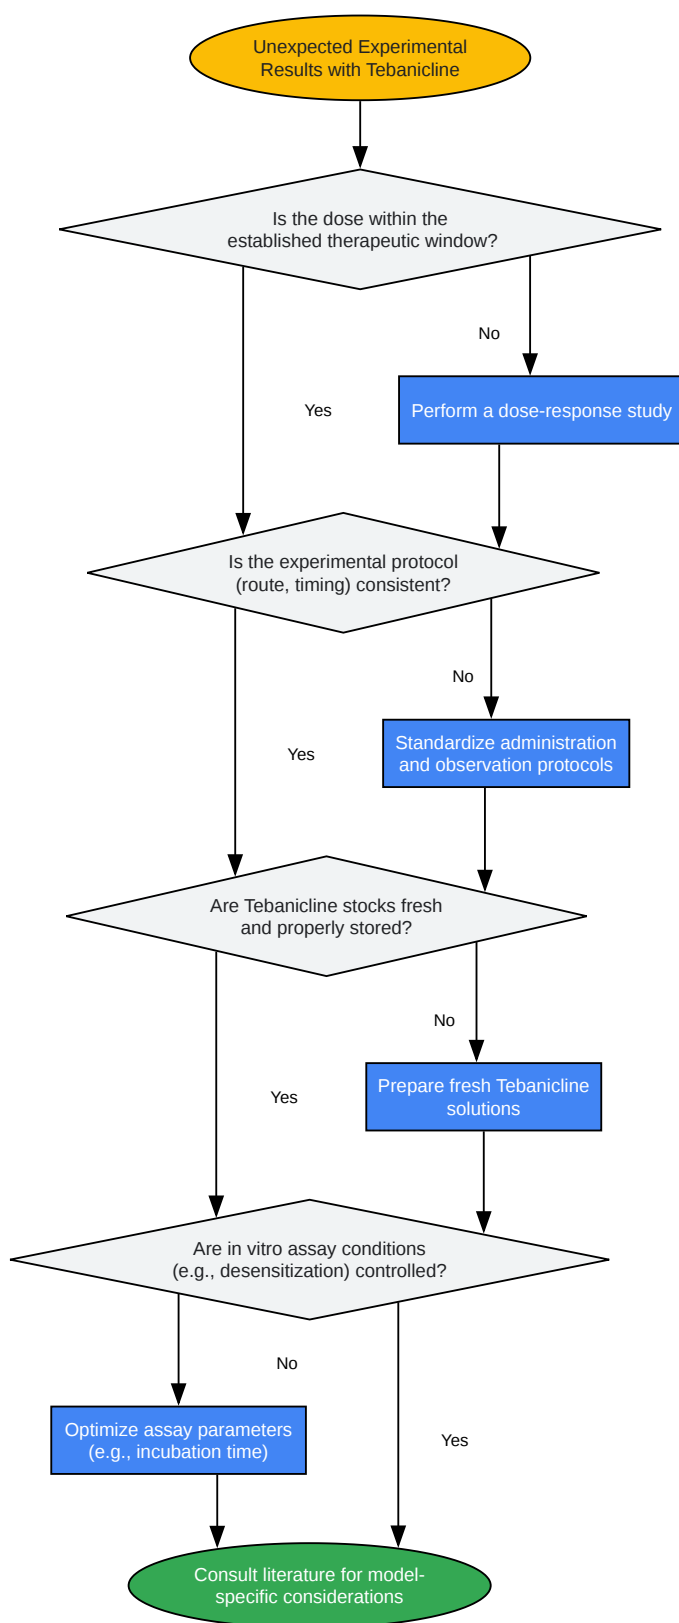 Unexpected Experimental
Results with Tebanicline
Is the dose within the
established therapeutic window?
No
Yes
Perform a dose-response study
Is the experimental protocol
(route, timing) consistent?
No
Yes
Standardize administration
and observation protocols
Are Tebanicline stocks fresh
and properly stored?
No
Yes
Prepare fresh Tebanicline
solutions
Are in vitro assay conditions
(e.g., desensitization) controlled?
No
Yes
Optimize assay parameters
(e.g., incubation time)
Consult literature for model-
specific considerations